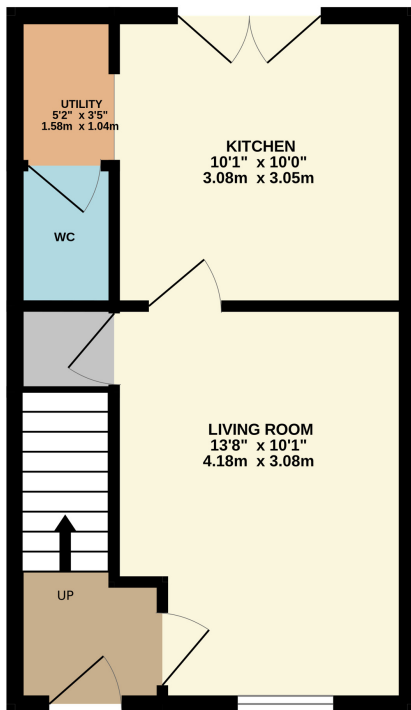 UTILITY
5'2" x 3'5"
1.58m x 1.04m
KITCHEN
10'1" x 10'0"
3.08m x 3.05m
WC
LIVING ROOM
13'8" x 10'1"
4.18m x 3.08m
UP